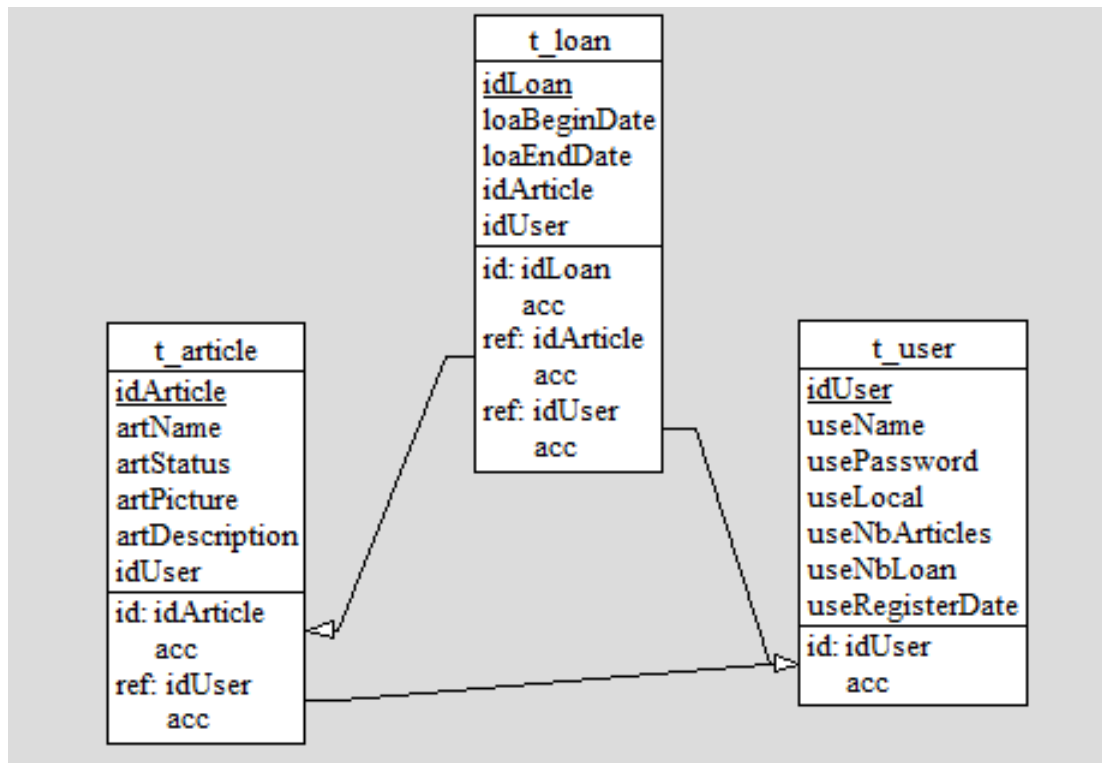 t_loan
idLoan
loaBeginDate
loaEndDate
idArticle
idUser
id: idLoan
acc
ref: idArticle
acc
ref: idUser
acc
t_article
idArticle
artName
artStatus
artPicture
artDescription
idUser
id: idArticle
acc
ref: idUser
acc
t_user
idUser
useName
usePassword
useLocal
useNbArticles
useNbLoan
useRegisterDate
id: idUser
acc